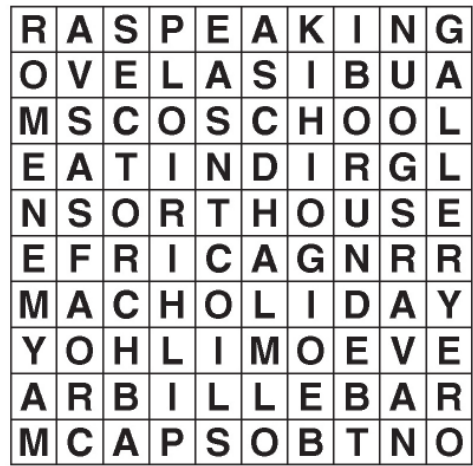 R A S P E A K I N G
O V E L A S I B U A
M S C O S C H O O L
E A T I N D I R G L
N S O R T H O U S E
E F R I C A G N R R
M A C H O L I D A Y
Y O H L I M O E V E
A R B I L L E B A R
M C A P S O B T N O